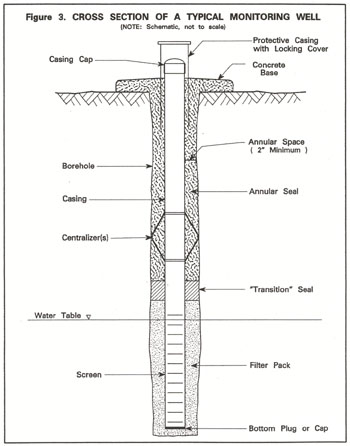 Figure 3. CROSS SECTION OF A TYPICAL MONITORING WELL
(NOTE: Schematic, not to scale)
Protective Casing
with Locking Cover
Casing Cap
Concrete
Base
Annular Space
( 2" Minimum )
Borehole
Annular Seal
Casing
Centralizer(s)
"Transition" Seal
Water Table
Filter Pack
Screen
Bottom Plug or Cap